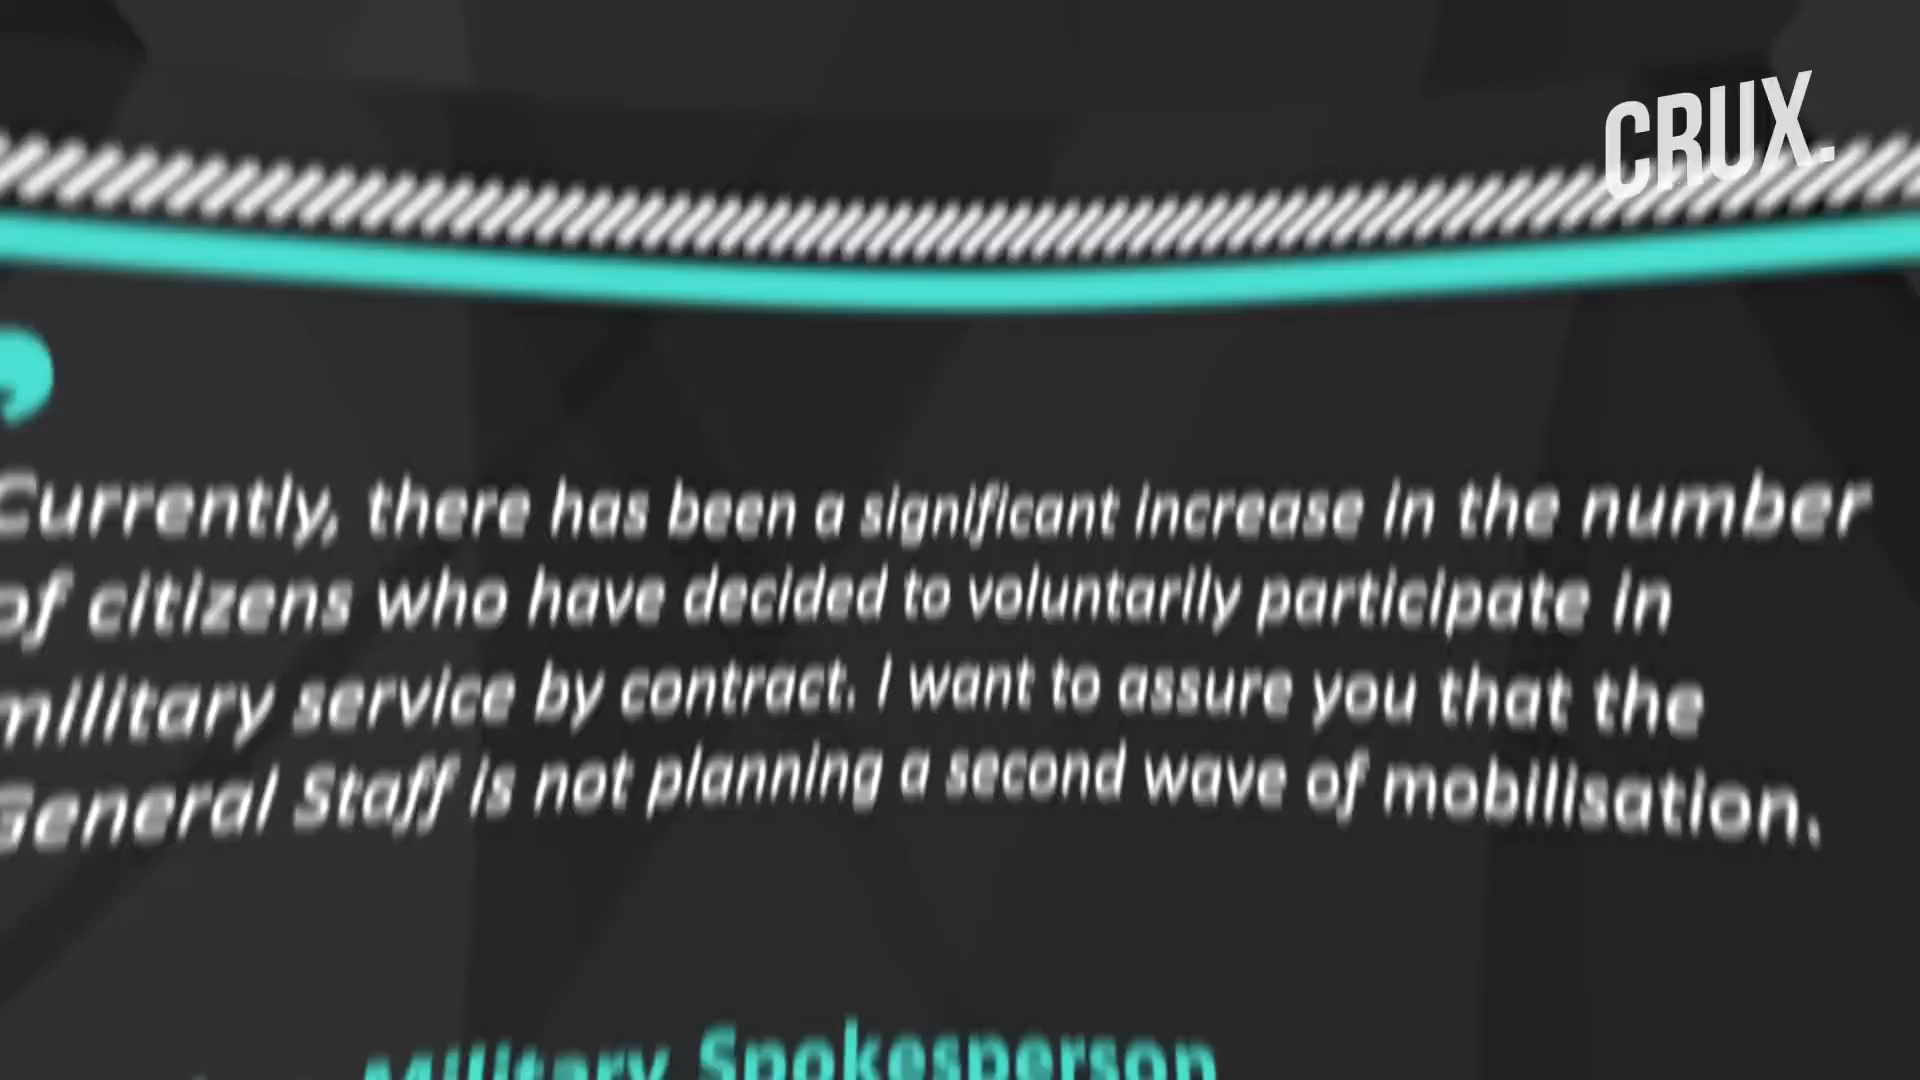 CRUX.
Currently, there has been a significant increase in the number
of citizens who have decided to voluntarily participate in
military service by contract. I want to assure you that the
General Staff is not planning a second wave of mobilisation.
Military Spokesperson